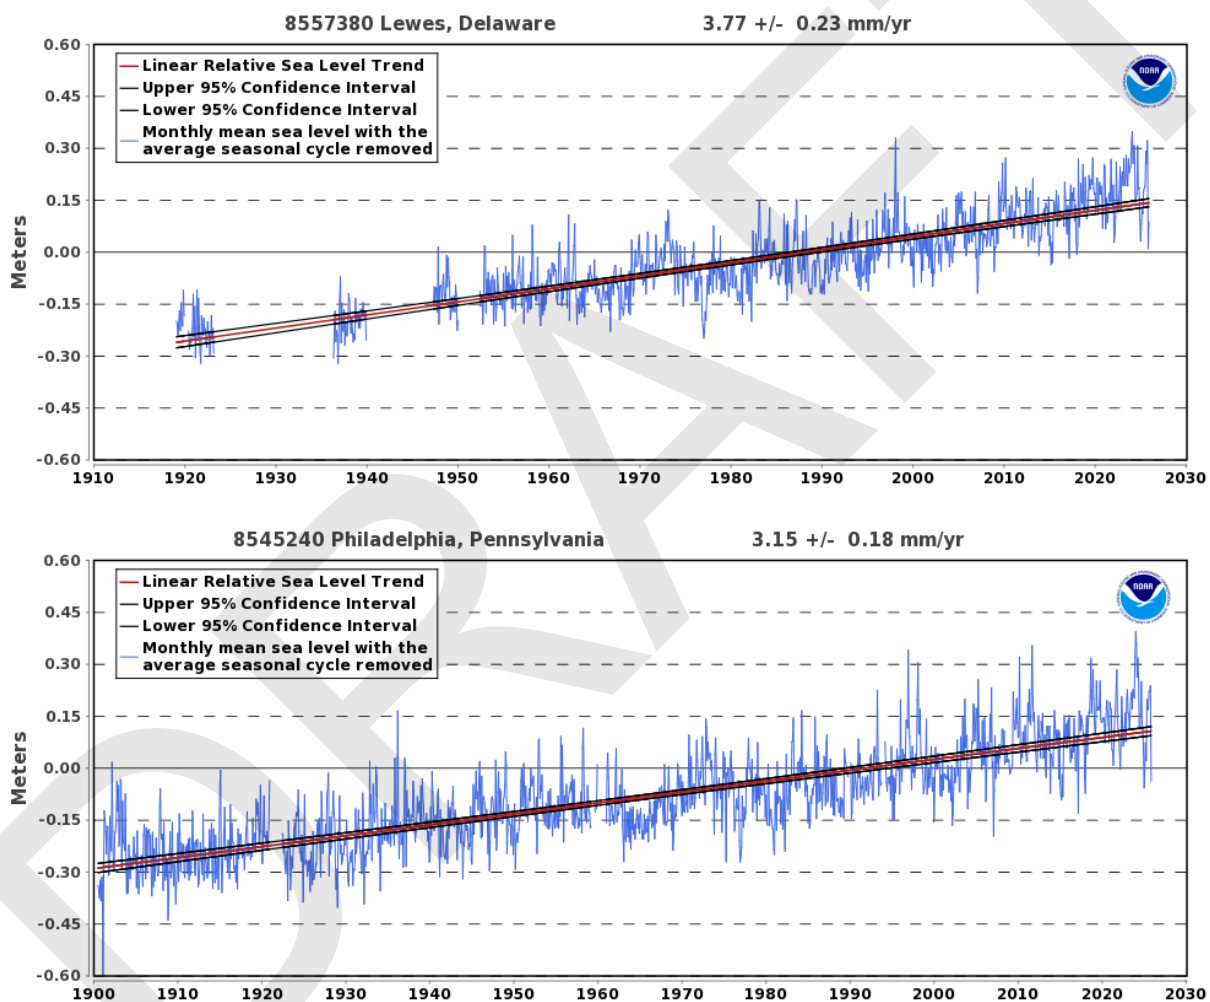 8557380 Lewes, Delaware 3.77 +/- 0.23 mm/yr
0.60
0.45
0.30
0.15
0.00
-0.15
-0.30
-0.45
-0.60
Meters
Linear Relative Sea Level Trend
Upper 95% Confidence Interval
Lower 95% Confidence Interval
Monthly mean sea level with the
average seasonal cycle removed
NOAA
1910 1920 1930 1940 1950 1960 1970 1980 1990 2000 2010 2020 2030
8545240 Philadelphia, Pennsylvania 3.15 +/- 0.18 mm/yr
0.60
0.45
0.30
0.15
0.00
-0.15
-0.30
-0.45
-0.60
Meters
Linear Relative Sea Level Trend
Upper 95% Confidence Interval
Lower 95% Confidence Interval
Monthly mean sea level with the
average seasonal cycle removed
NOAA
1900 1910 1920 1930 1940 1950 1960 1970 1980 1990 2000 2010 2020 2030
DRAFT